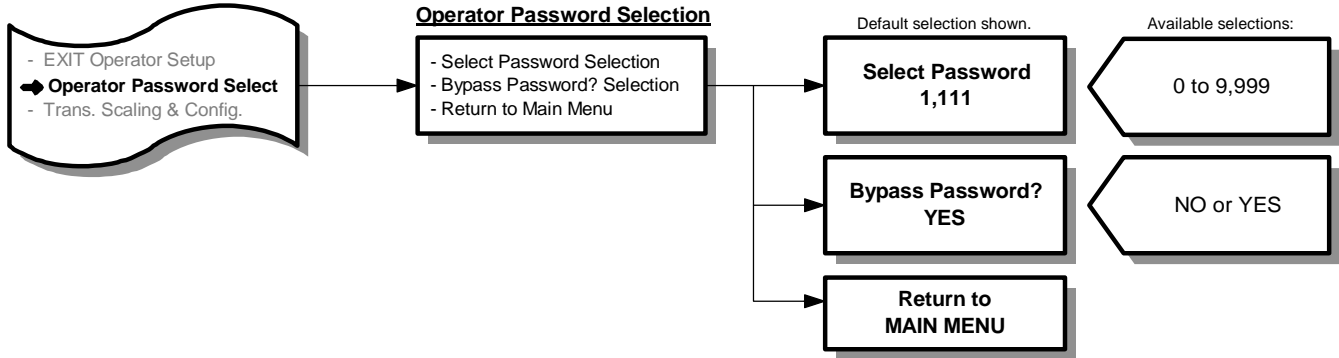 Operator Password Selection
Default selection shown.
Available selections:
- EXIT Operator Setup
Operator Password Select
- Trans. Scaling & Config.
- Select Password Selection
- Bypass Password? Selection
- Return to Main Menu
Select Password
1,111
0 to 9,999
Bypass Password?
YES
NO or YES
Return to
MAIN MENU